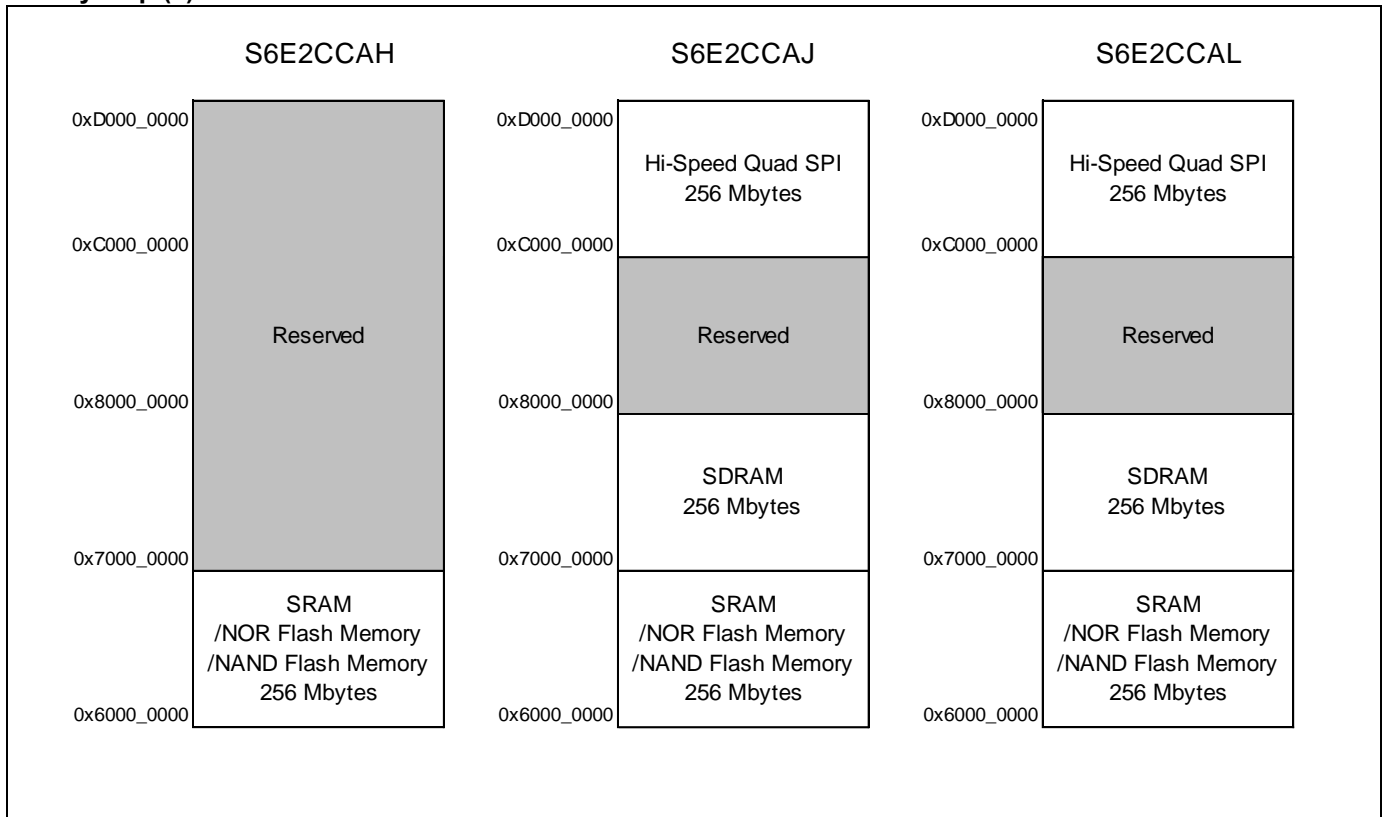 S6E2CCAH
0xD000_0000
0xC000_0000
Reserved
0x8000_0000
0x7000_0000
SRAM
/NOR Flash Memory
/NAND Flash Memory
256 Mbytes
0x6000_0000
S6E2CCAJ
0xD000_0000
Hi-Speed Quad SPI
256 Mbytes
0xC000_0000
Reserved
0x8000_0000
SDRAM
256 Mbytes
0x7000_0000
SRAM
/NOR Flash Memory
/NAND Flash Memory
256 Mbytes
0x6000_0000
S6E2CCAL
0xD000_0000
Hi-Speed Quad SPI
256 Mbytes
0xC000_0000
Reserved
0x8000_0000
SDRAM
256 Mbytes
0x7000_0000
SRAM
/NOR Flash Memory
/NAND Flash Memory
256 Mbytes
0x6000_0000